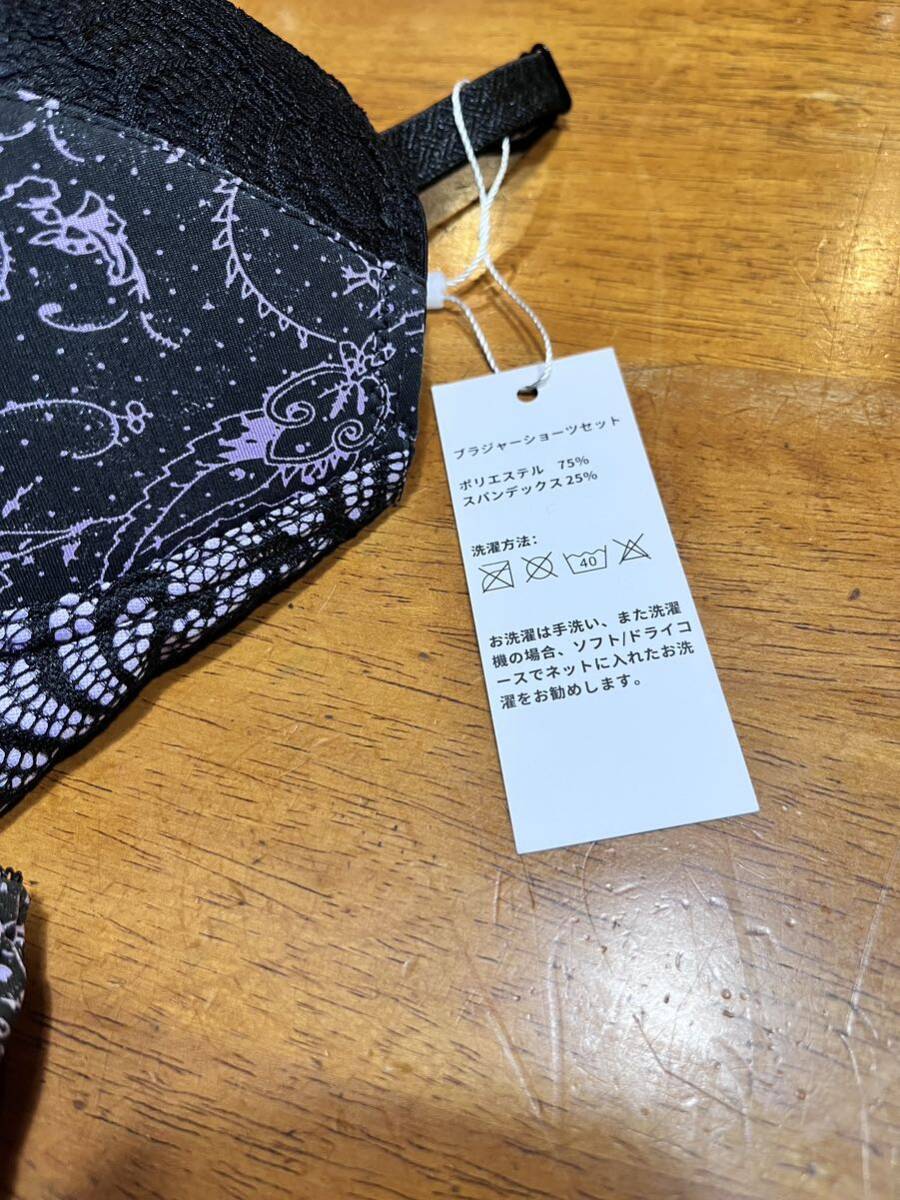 ブラジャーショーツセット
ポリエステル 75%
スパンデックス25%
洗濯方法:
40
お洗濯は手洗い、また洗濯
機の場合、ソフト/ドライコ
ースでネットに入れたお洗
濯をお勧めします。